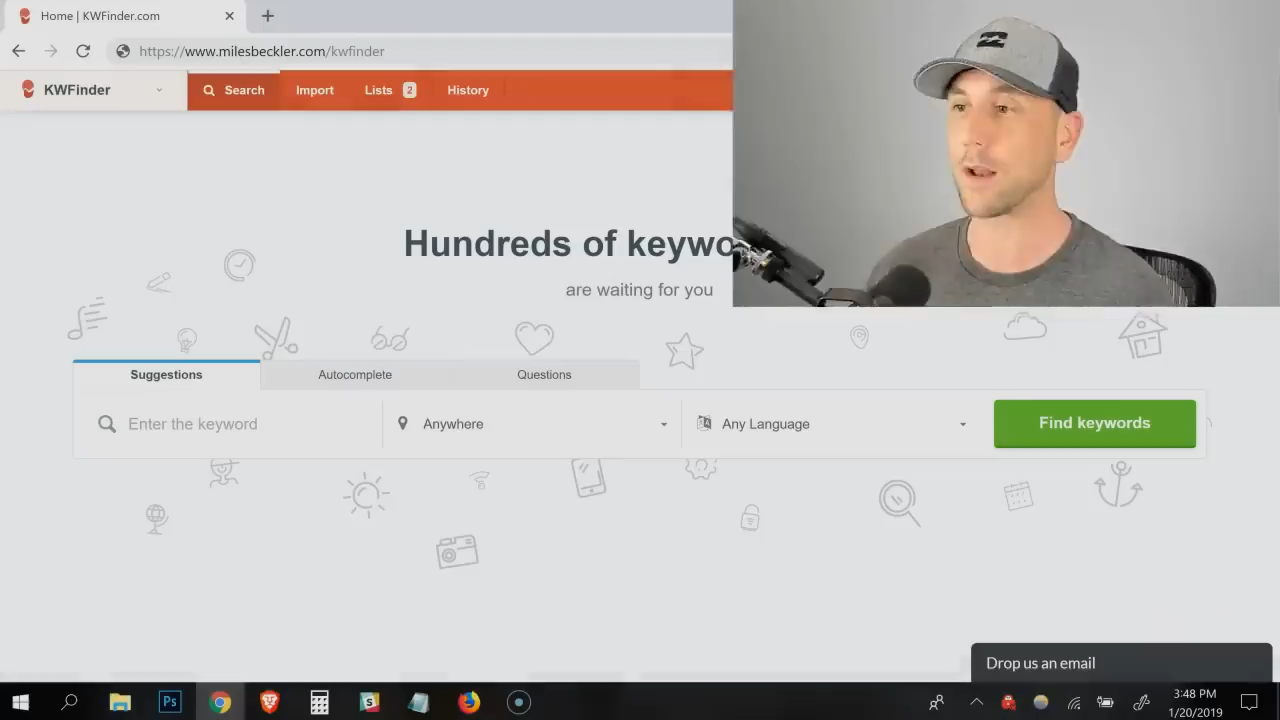 Home | KWFinder.com
https://www.milesbeckler.com/kwfinder
KWFinder
Search
Import
Lists 2
History
Hundreds of keywo
are waiting for you
Suggestions
Autocomplete
Questions
Enter the keyword
Anywhere
Any Language
Find keywords
Drop us an email
Ps
3:48 PM
1/20/2019